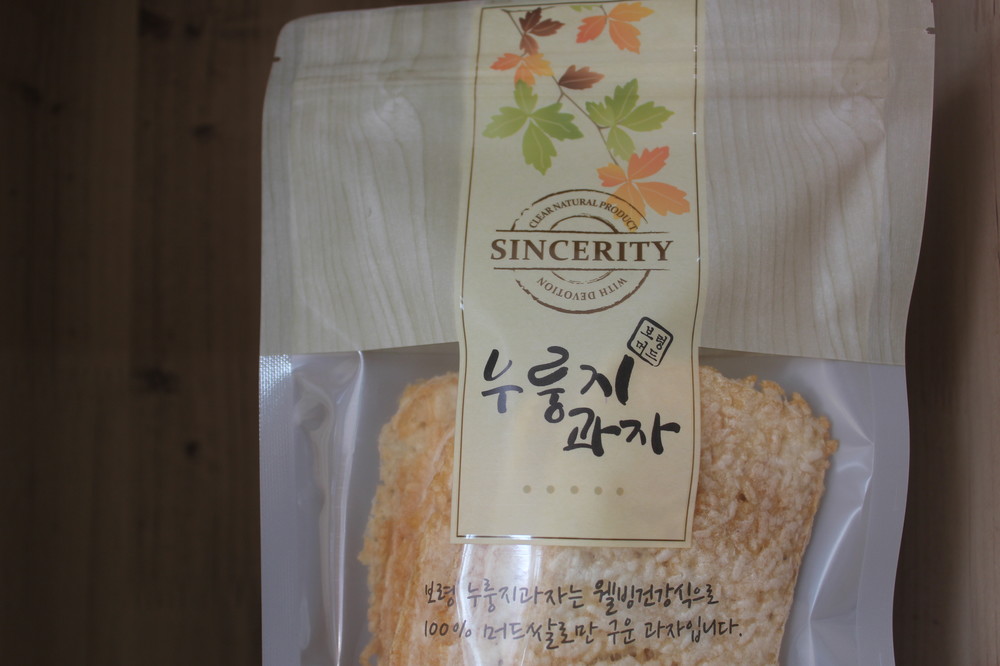 CLEAR NATURAL PRODUCT
SINCERITY
WITH DEVOTION
보령
머드
누룽지
과자
보령 누룽지과자는 웰빙건강식으로
100% 머드쌀로만 구운 과자입니다.